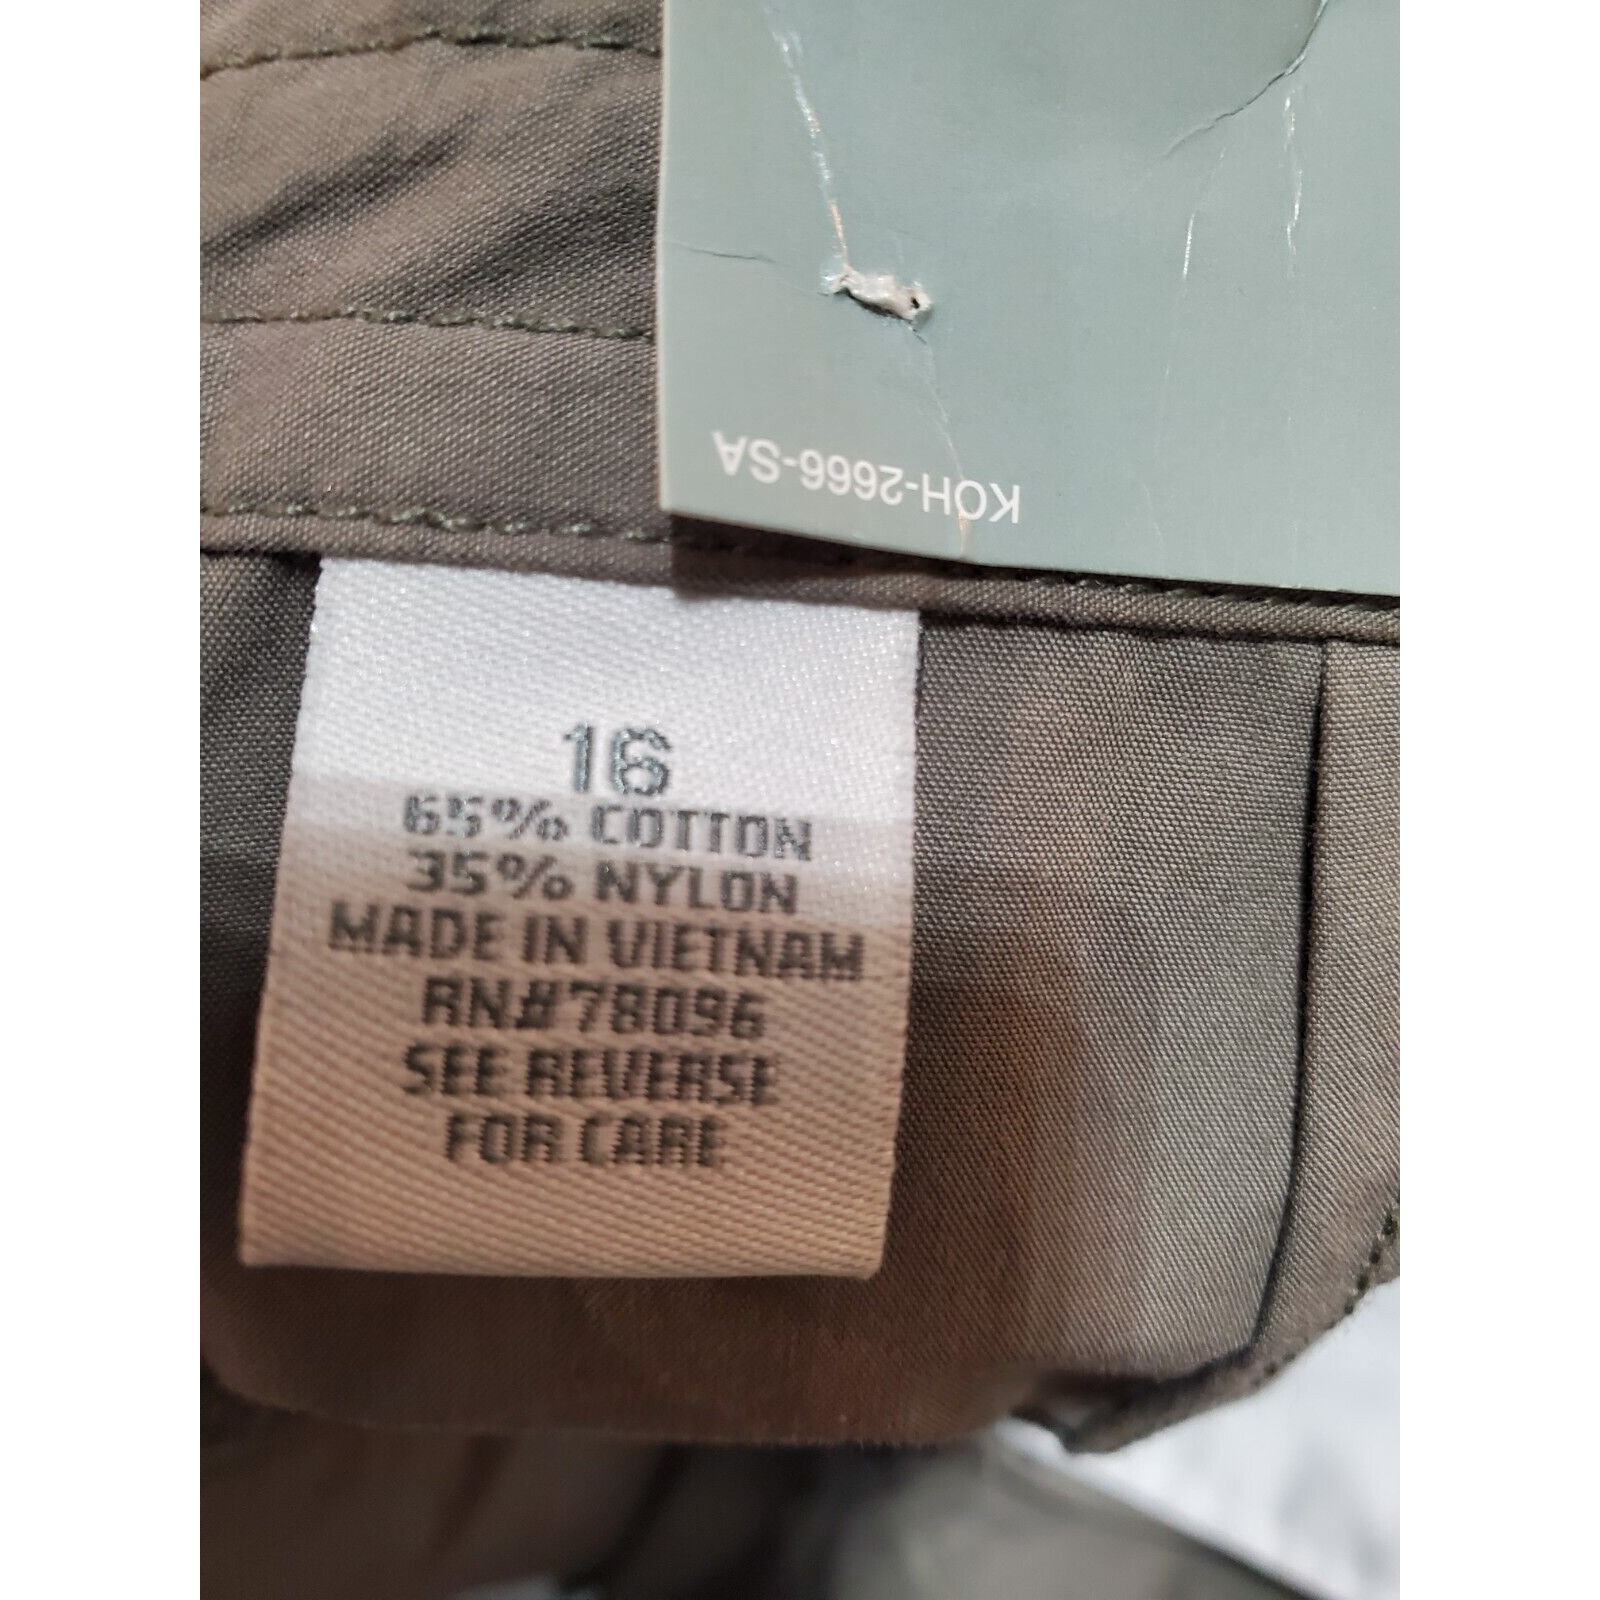 KOH-2666-SA
16
65% COTTON
35% NYLON
MADE IN VIETNAM
RN#78096
SEE REVERSE
FOR CARE